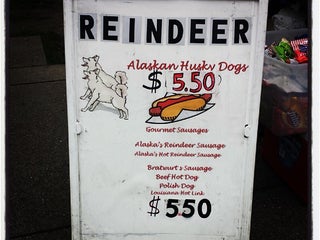 REINDEER
Alaskan Husky Dogs
$ 5.50
Gourmet Sausages
Alaska's Reindeer Sausage
Alaska's Hot Reindeer Sausage
Bratwurt's Sausage
Beef Hot Dog
Polish Dog
Louisiana Hot Link
$ 550